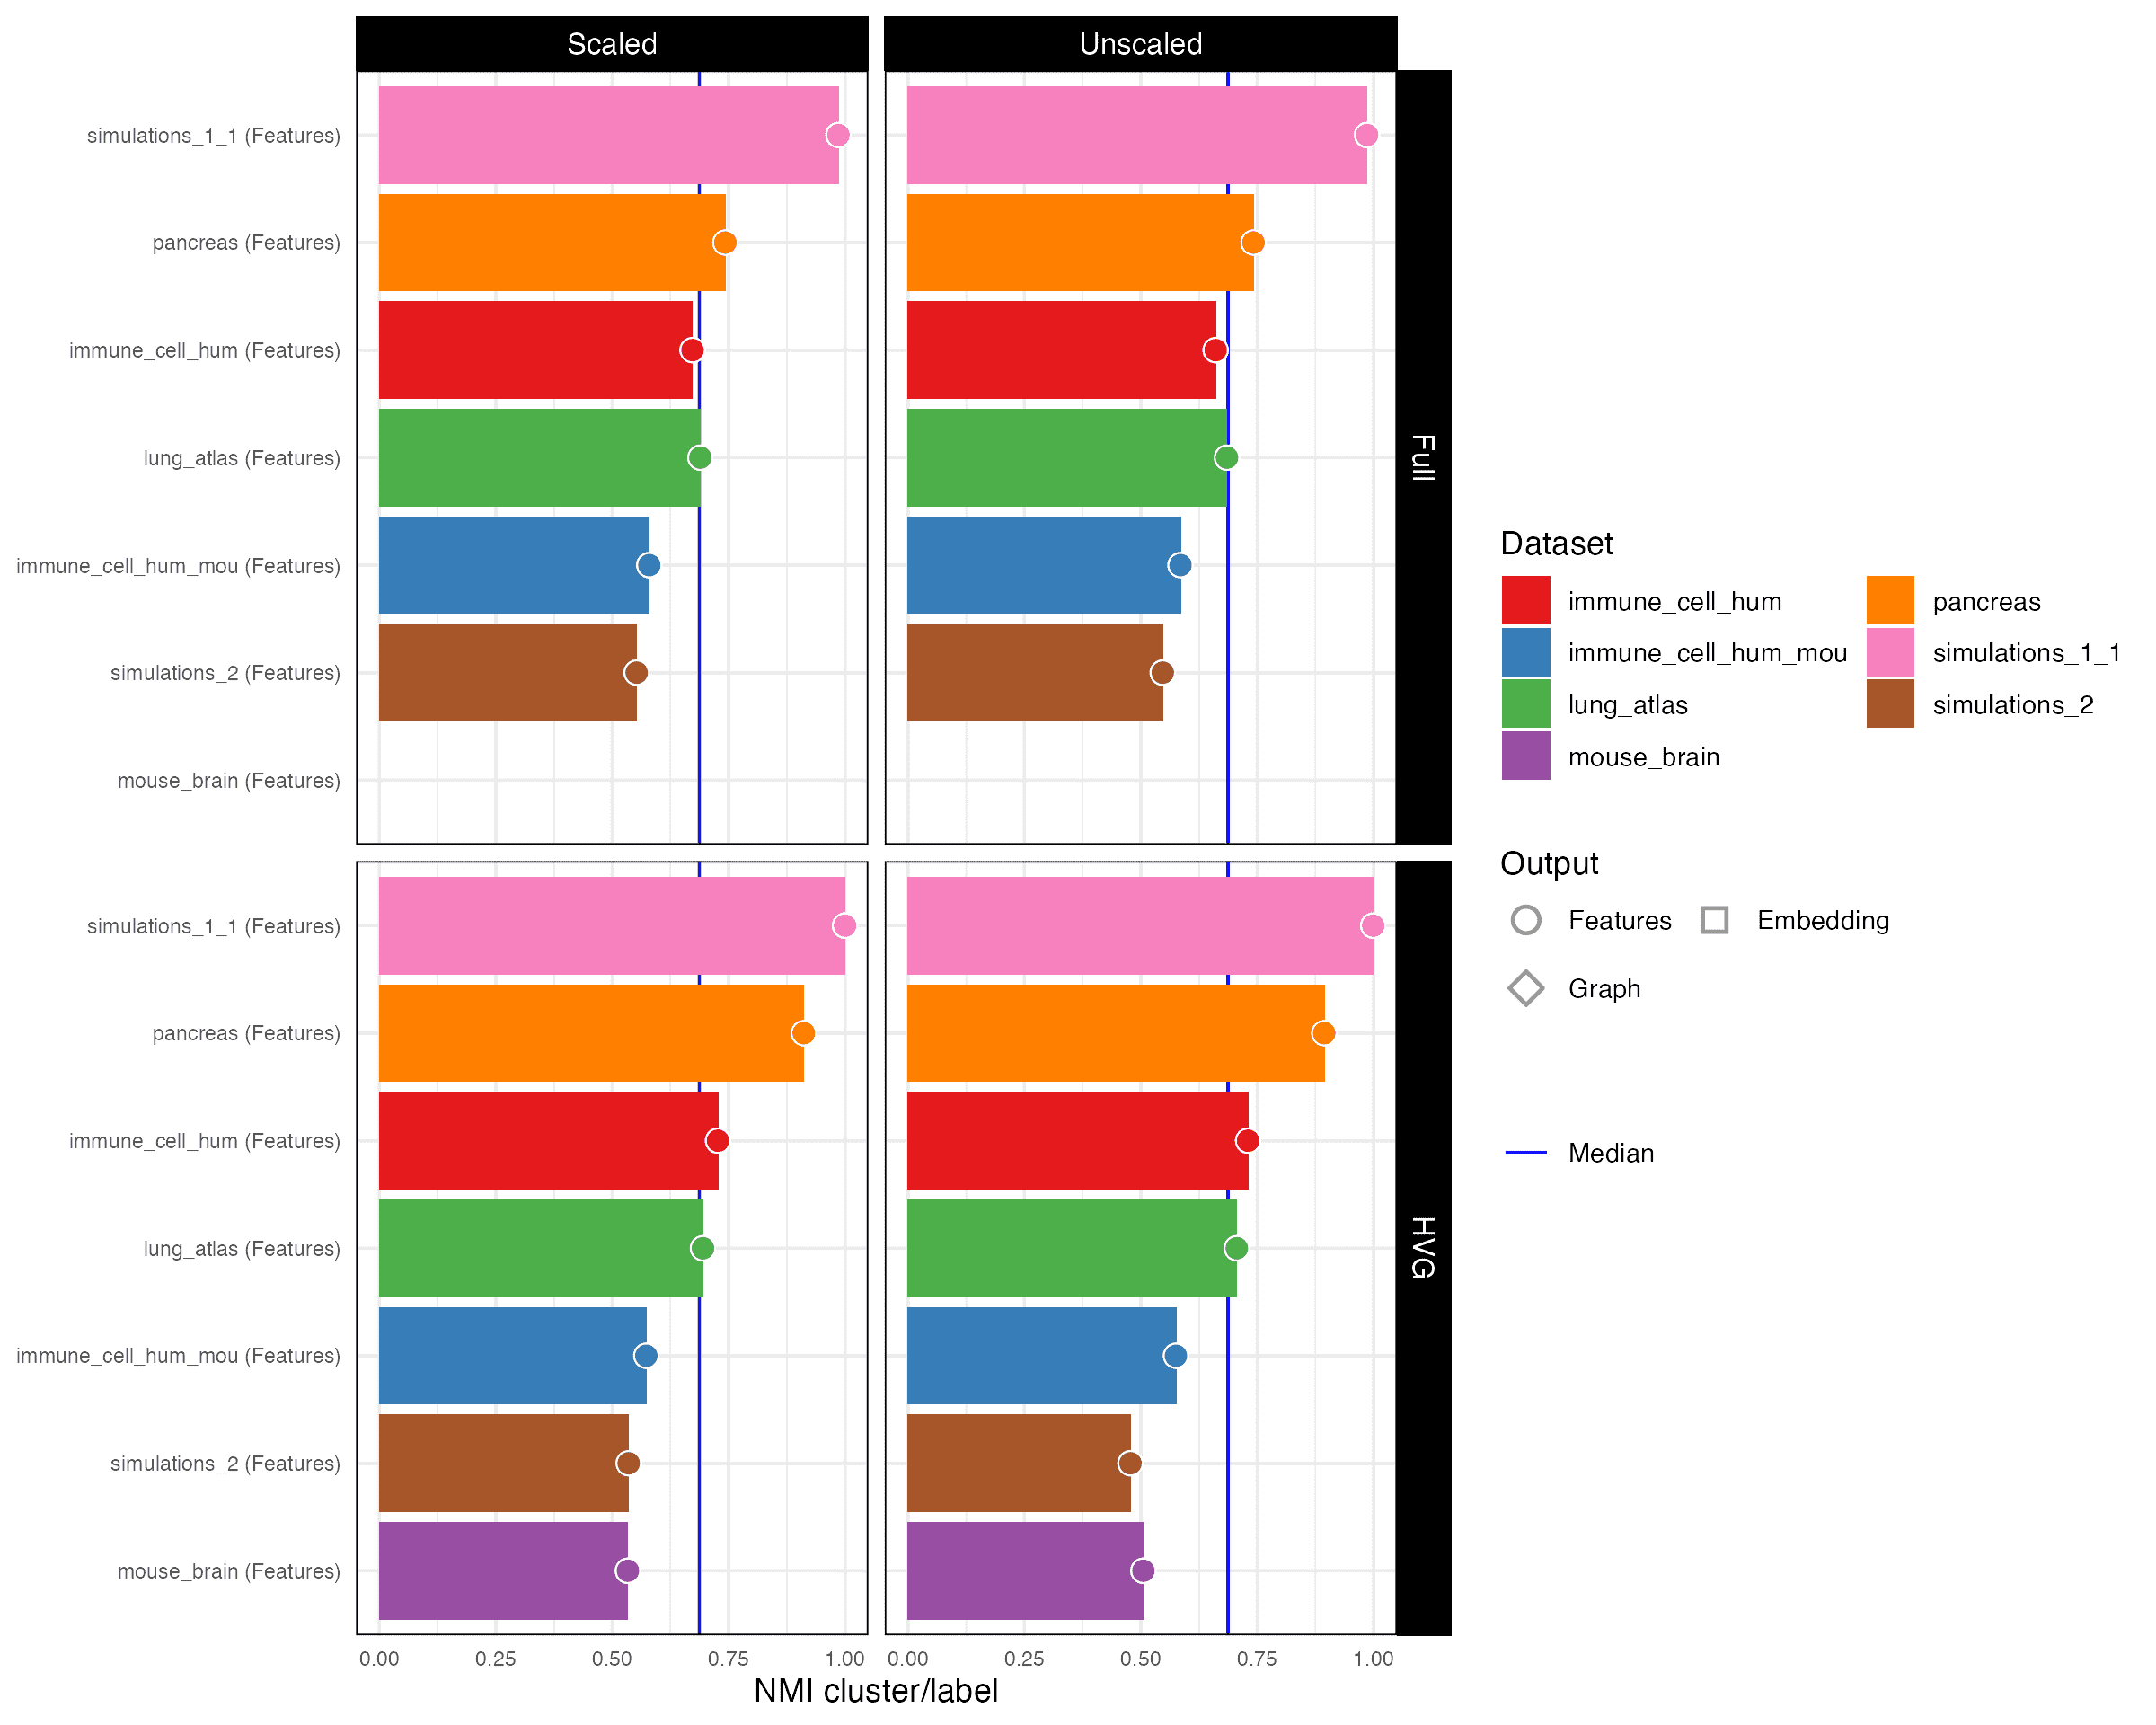 Scaled
Unscaled
simulations_1_1 (Features)
pancreas (Features)
immune_cell_hum (Features)
lung_atlas (Features)
immune_cell_hum_mou (Features)
simulations_2 (Features)
mouse_brain (Features)
Full
simulations_1_1 (Features)
pancreas (Features)
immune_cell_hum (Features)
lung_atlas (Features)
immune_cell_hum_mou (Features)
simulations_2 (Features)
mouse_brain (Features)
HVG
0.00 0.25 0.50 0.75 1.00
0.00 0.25 0.50 0.75 1.00
NMI cluster/label
Dataset
immune_cell_hum
immune_cell_hum_mou
lung_atlas
mouse_brain
pancreas
simulations_1_1
simulations_2
Output
Features
Embedding
Graph
Median